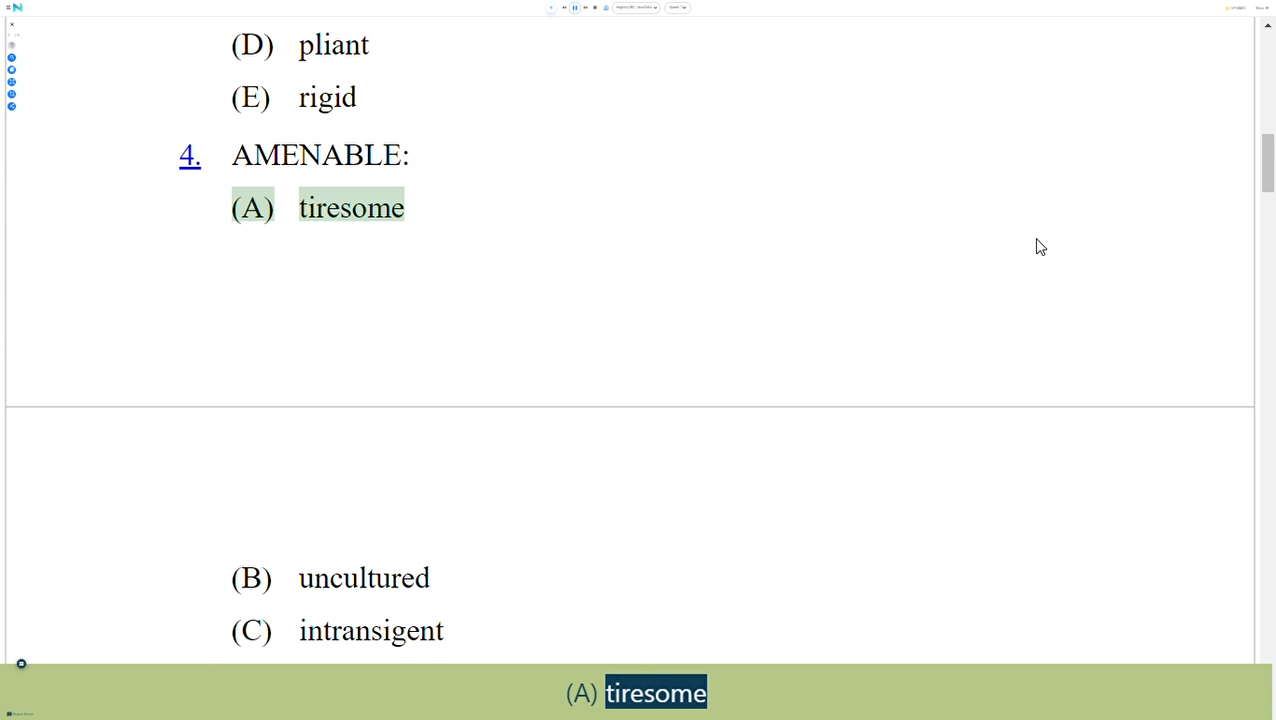 (D) pliant
(E) rigid
4. AMENABLE:
(A) tiresome
(B) uncultured
(C) intransigent
(A) tiresome